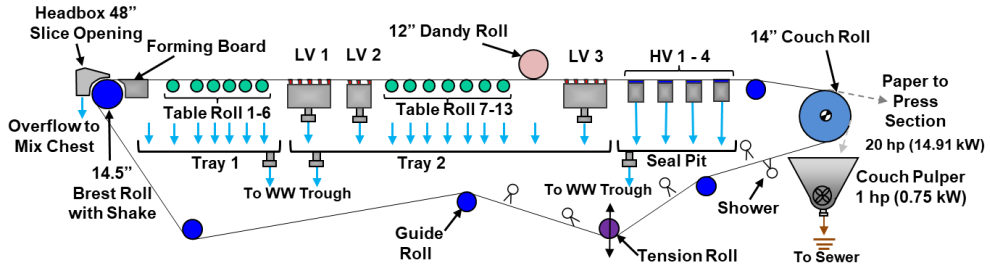 Headbox 48”
Slice Opening
Forming Board
LV 1
LV 2
12” Dandy Roll
LV 3
HV 1 - 4
14” Couch Roll
Paper to
Press
Section
Table Roll 1-6
Table Roll 7-13
Overflow to
Mix Chest
Tray 1
Tray 2
Seal Pit
20 hp (14.91 kW)
14.5”
Brest Roll
with Shake
To WW Trough
To WW Trough
Couch Pulper
1 hp (0.75 kW)
Shower
Guide
Roll
Tension Roll
To Sewer